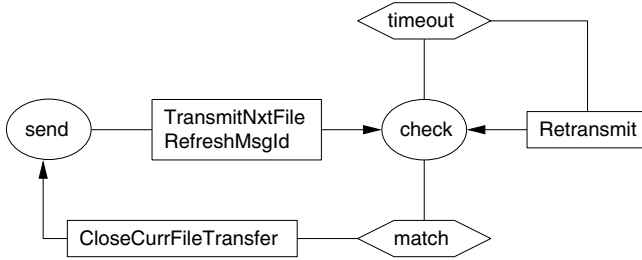 timeout
send
TransmitNxtFile
RefreshMsgId
check
Retransmit
CloseCurrFileTransfer
match